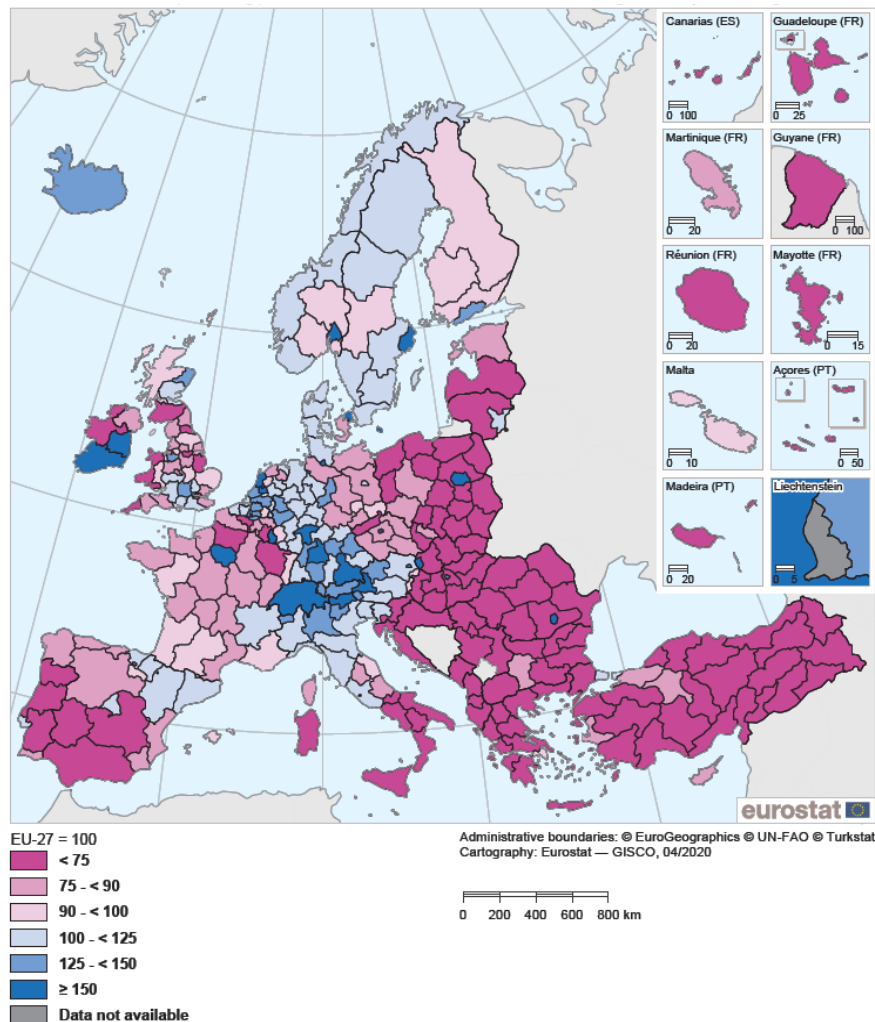 Canarias (ES)
0 100
Guadeloupe (FR)
0 25
Martinique (FR)
0 20
Guyane (FR)
0 100
Réunion (FR)
0 20
Mayotte (FR)
0 15
Malta
0 10
Açores (PT)
0 50
Madeira (PT)
0 20
Liechtenstein
0 5
eurostat
EU-27 = 100
< 75
75 - < 90
90 - < 100
100 - < 125
125 - < 150
≥ 150
Data not available
Administrative boundaries: © EuroGeographics © UN-FAO © Turkstat
Cartography: Eurostat — GISCO, 04/2020
0 200 400 600 800 km